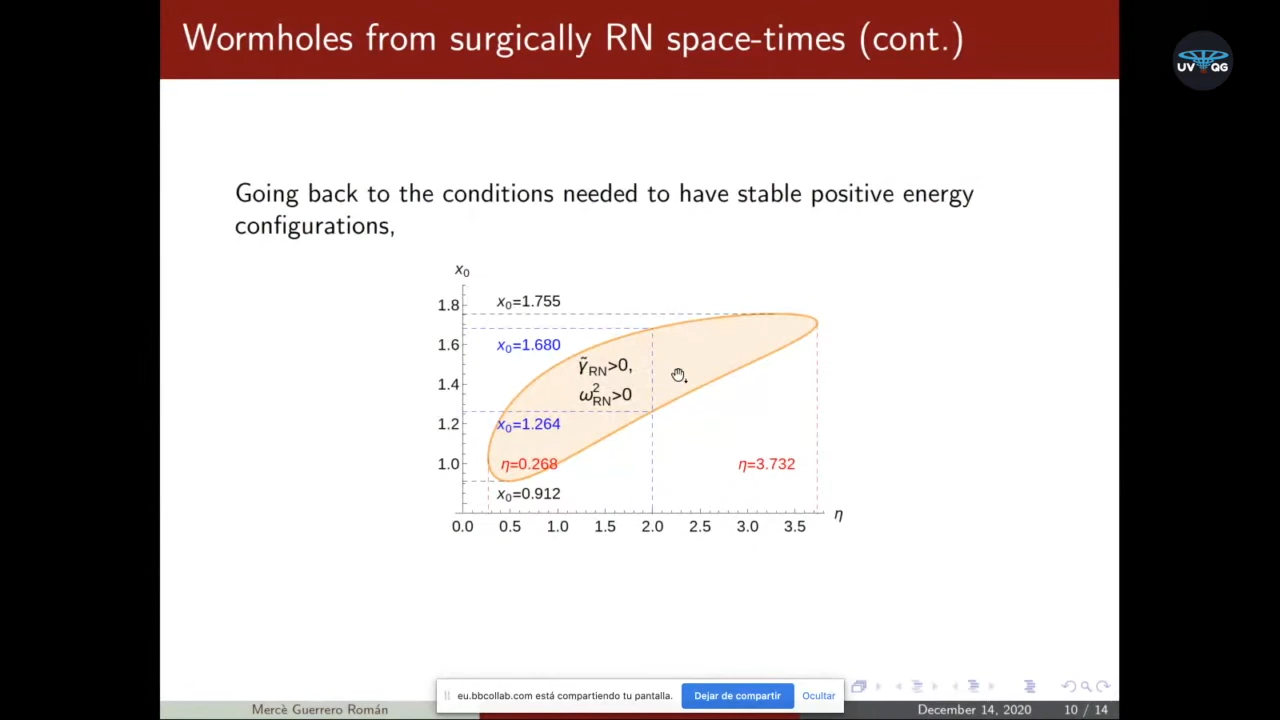 Wormholes from surgically RN space-times (cont.)
UV QG
Going back to the conditions needed to have stable positive energy
configurations,
x₀
1.8
x₀=1.755
1.6
x₀=1.680
γ̃RN>0,
1.4
ω²RN>0
1.2
x₀=1.264
1.0
η=0.268
η=3.732
x₀=0.912
η
0.0 0.5 1.0 1.5 2.0 2.5 3.0 3.5
eu.bbcollab.com está compartiendo tu pantalla. Dejar de compartir Ocultar
Mercè Guerrero Román
December 14, 2020 10 / 14